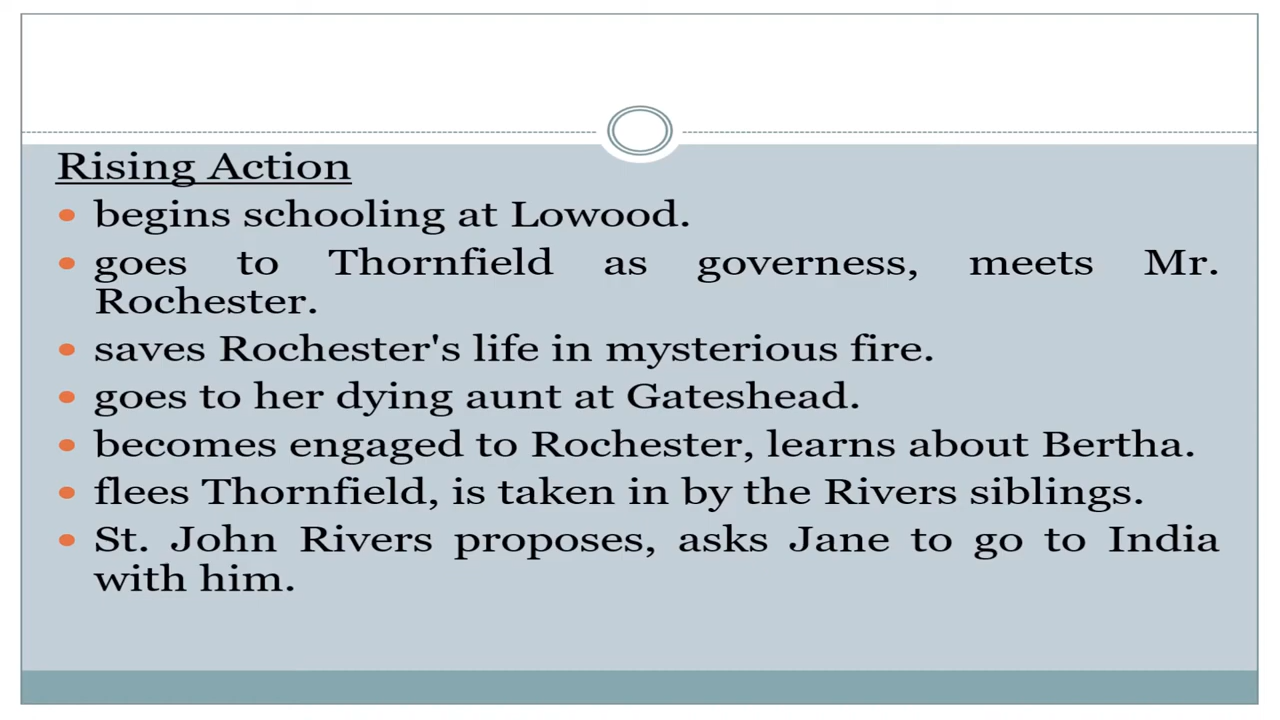 Rising Action
• begins schooling at Lowood.
• goes to Thornfield as governess, meets Mr.
Rochester.
• saves Rochester's life in mysterious fire.
• goes to her dying aunt at Gateshead.
• becomes engaged to Rochester, learns about Bertha.
• flees Thornfield, is taken in by the Rivers siblings.
• St. John Rivers proposes, asks Jane to go to India
with him.